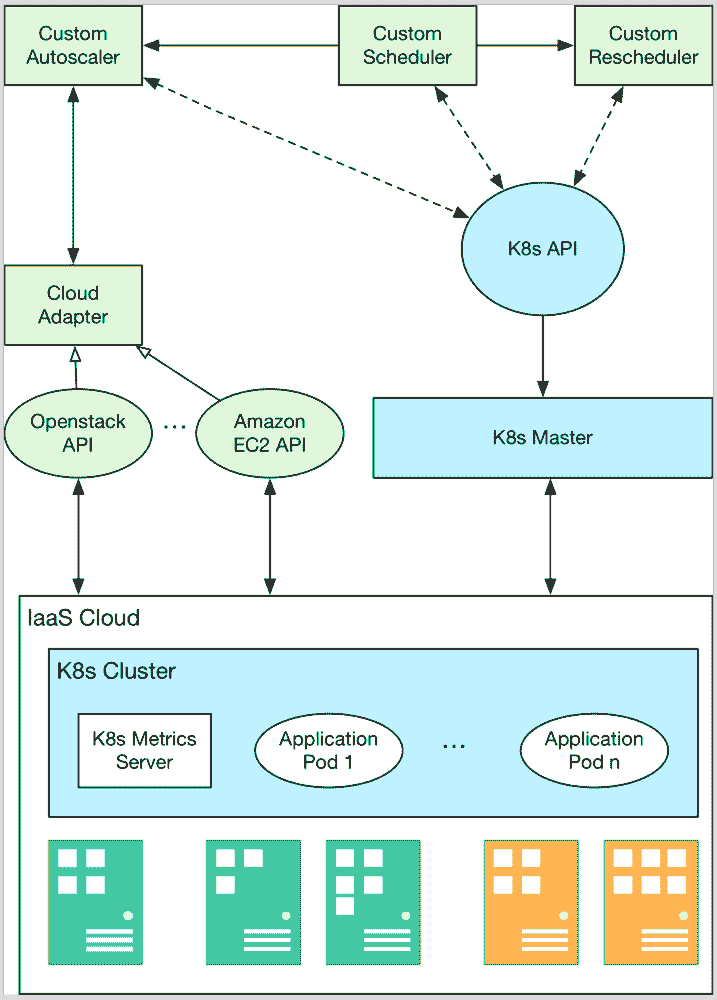 Custom
Autoscaler
Custom
Scheduler
Custom
Rescheduler
K8s API
Cloud
Adapter
Openstack
API
...
Amazon
EC2 API
K8s Master
IaaS Cloud
K8s Cluster
K8s Metrics
Server
Application
Pod 1
...
Application
Pod n